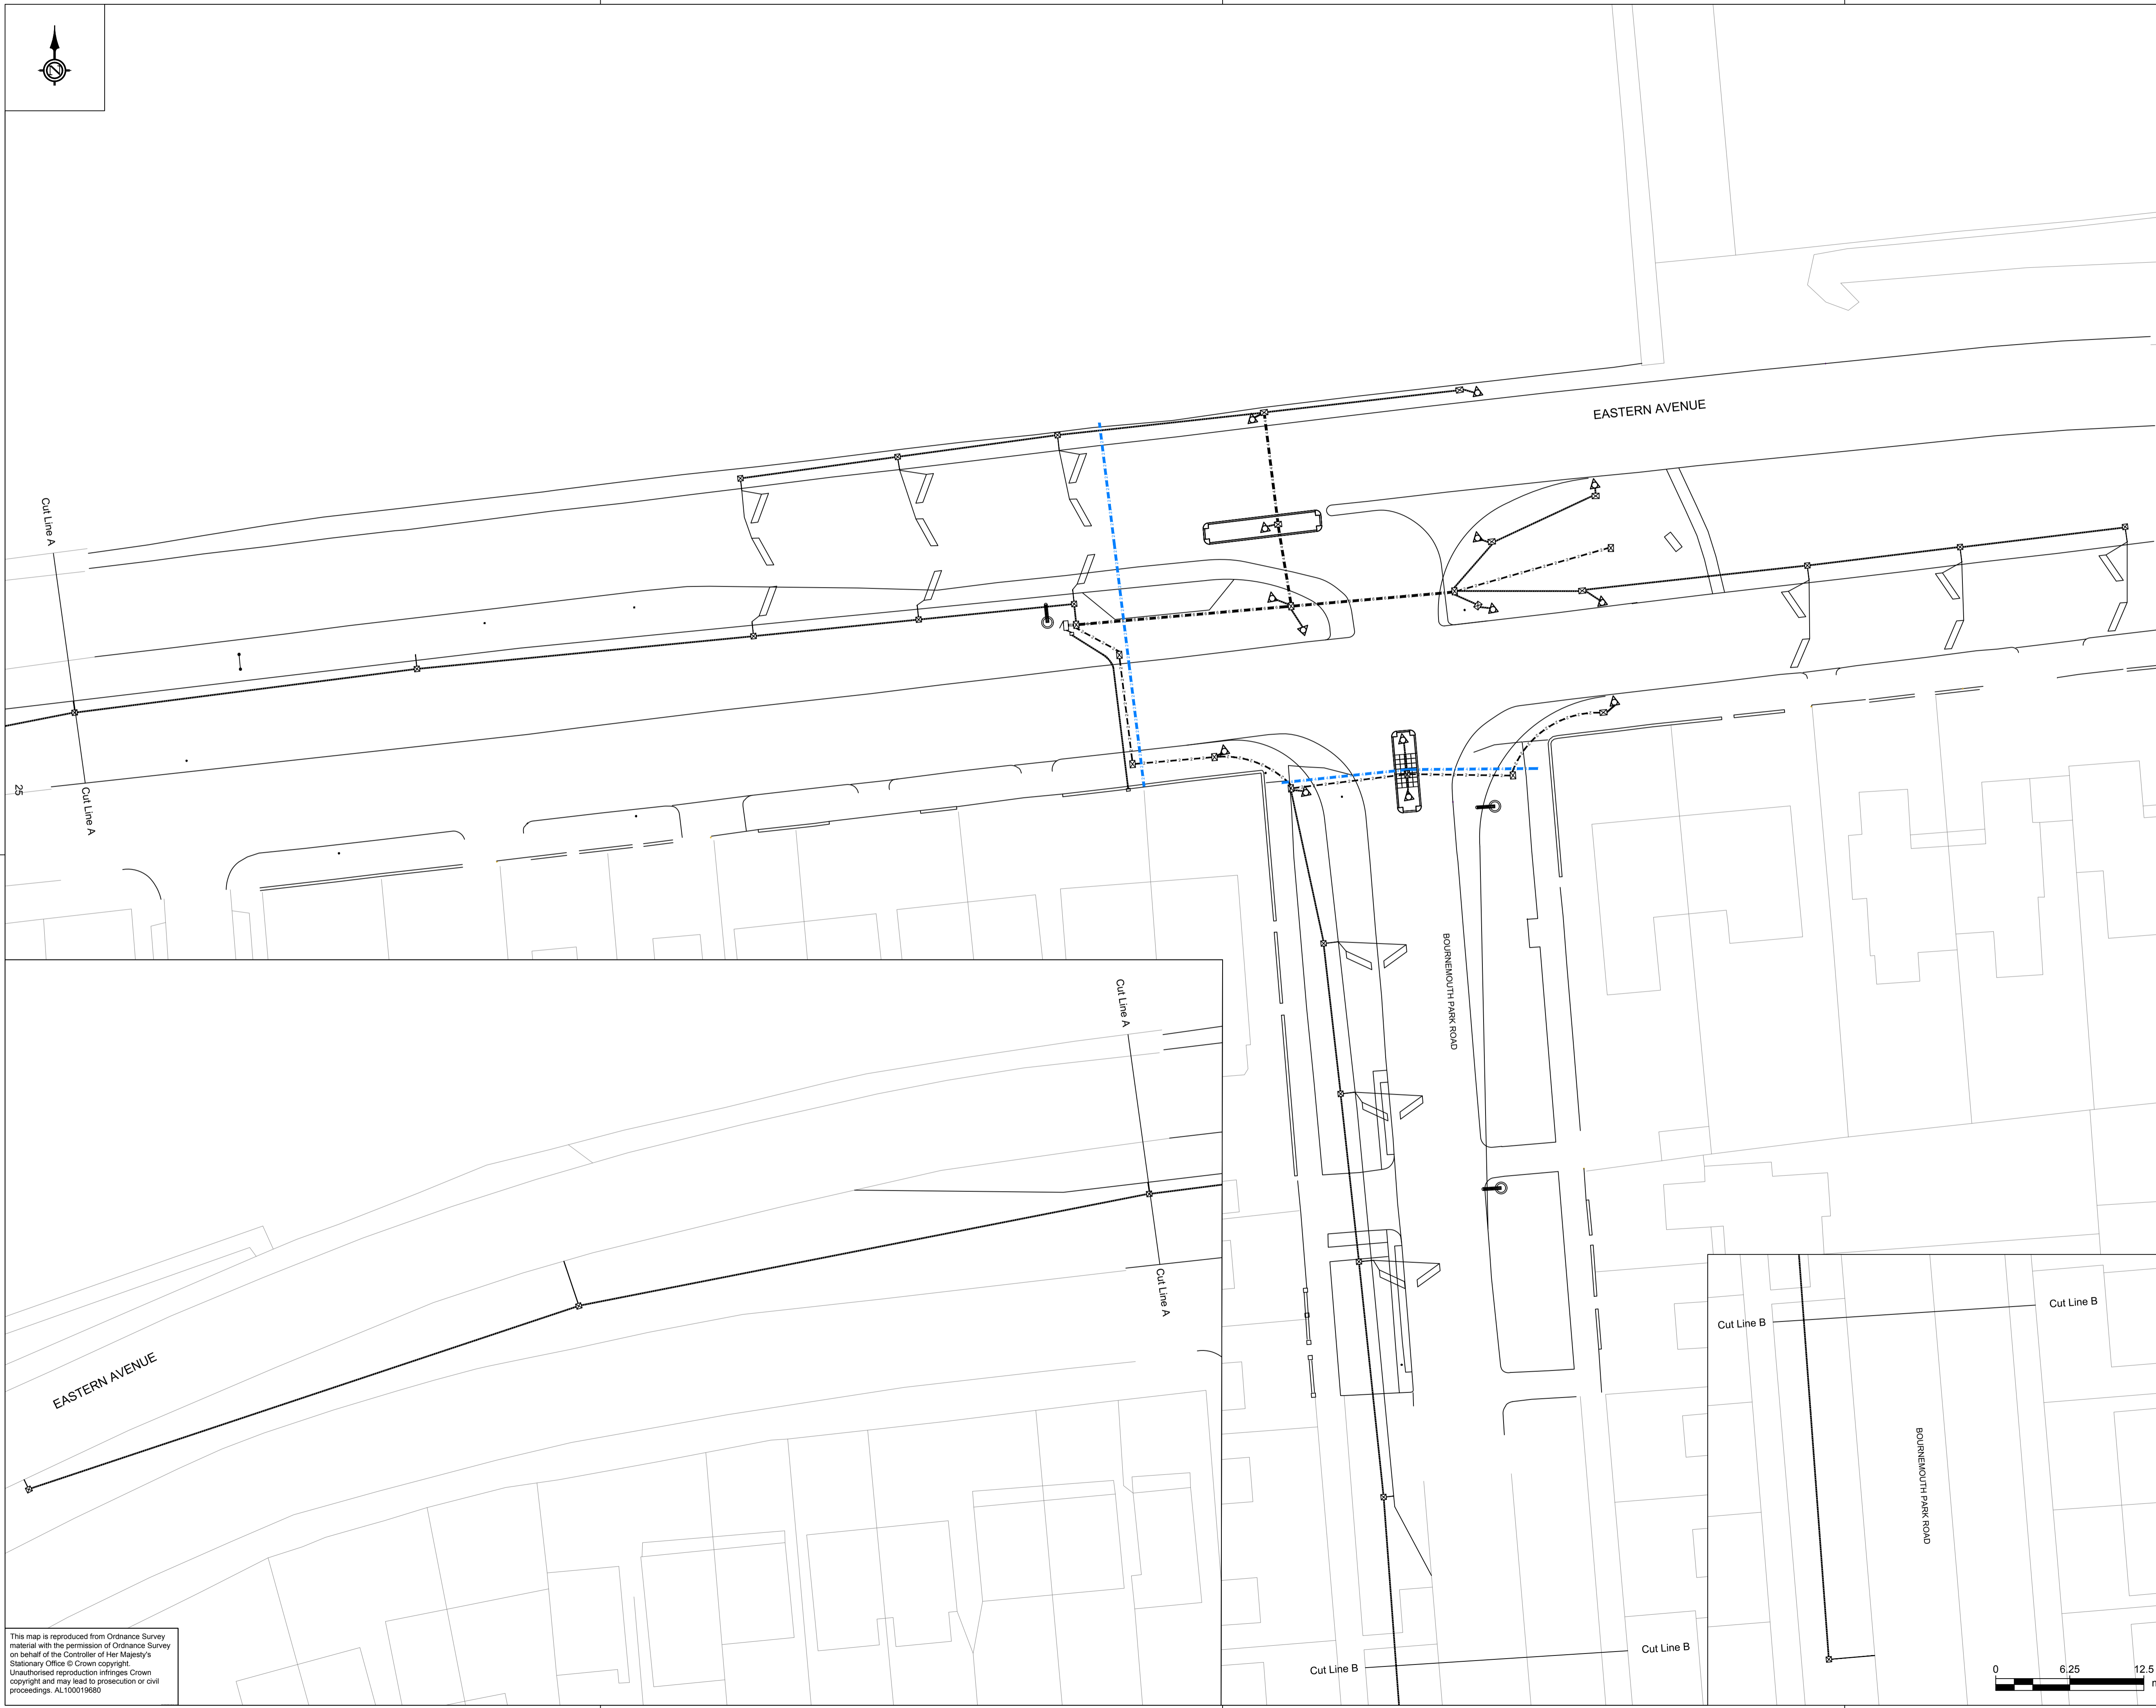 N
EASTERN AVENUE
Cut Line A
25
Cut Line A
BOURNEMOUTH PARK ROAD
Cut Line A
Cut Line A
EASTERN AVENUE
Cut Line B
Cut Line B
BOURNEMOUTH PARK ROAD
Cut Line B
Cut Line B
This map is reproduced from Ordnance Survey
material with the permission of Ordnance Survey
on behalf of the Controller of Her Majesty's
Stationary Office © Crown copyright.
Unauthorised reproduction infringes Crown
copyright and may lead to prosecution or civil
proceedings. AL100019680
0 6.25 12.5